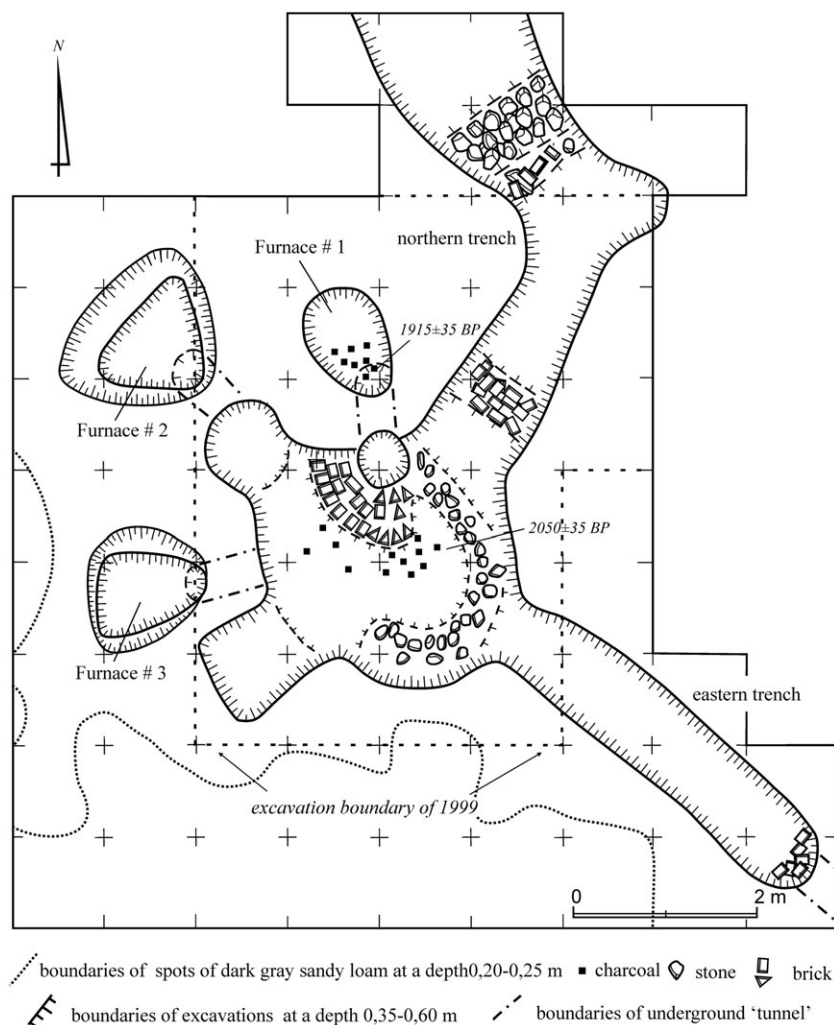 N
northern trench
Furnace # 1
1915±35 BP
Furnace # 2
2050±35 BP
Furnace # 3
eastern trench
excavation boundary of 1999
0 2 m
boundaries of spots of dark gray sandy loam at a depth0,20-0,25 m charcoal stone brick
boundaries of excavations at a depth 0,35-0,60 m boundaries of underground ‘tunnel’